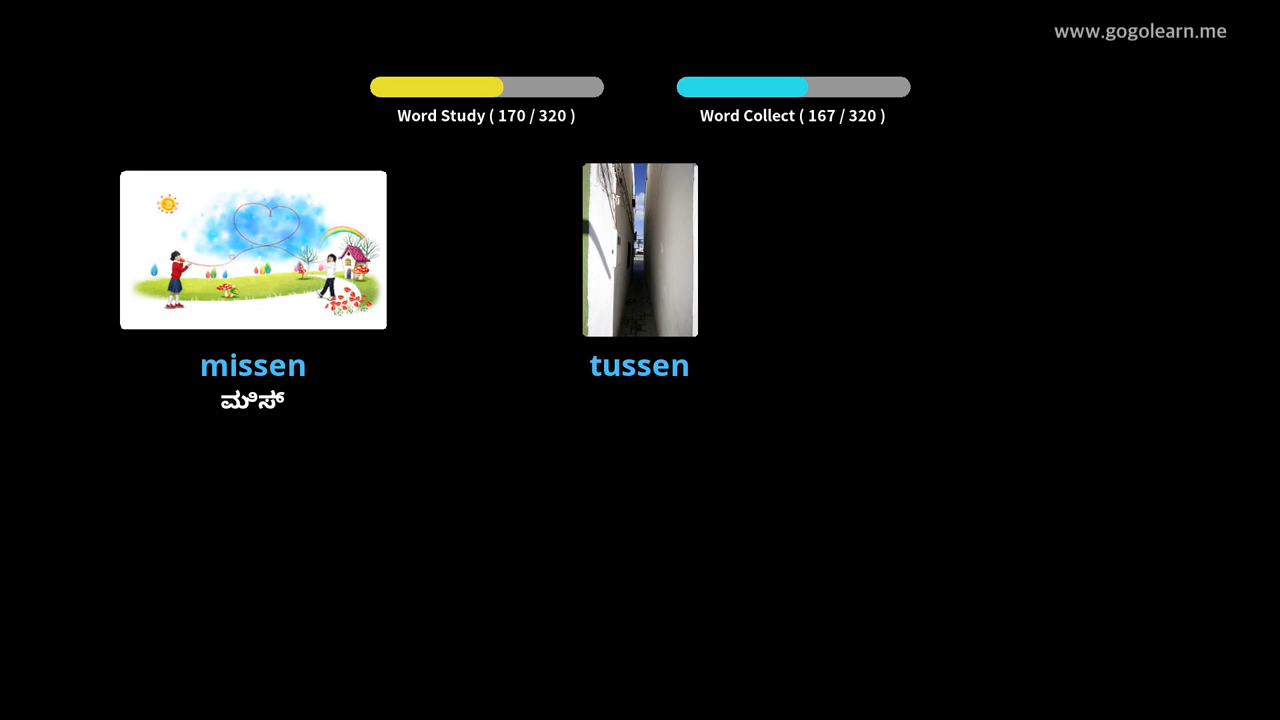 www.gogolearn.me
Word Study ( 170 / 320 )
Word Collect ( 167 / 320 )
missen
ಮಿಸ್
tussen